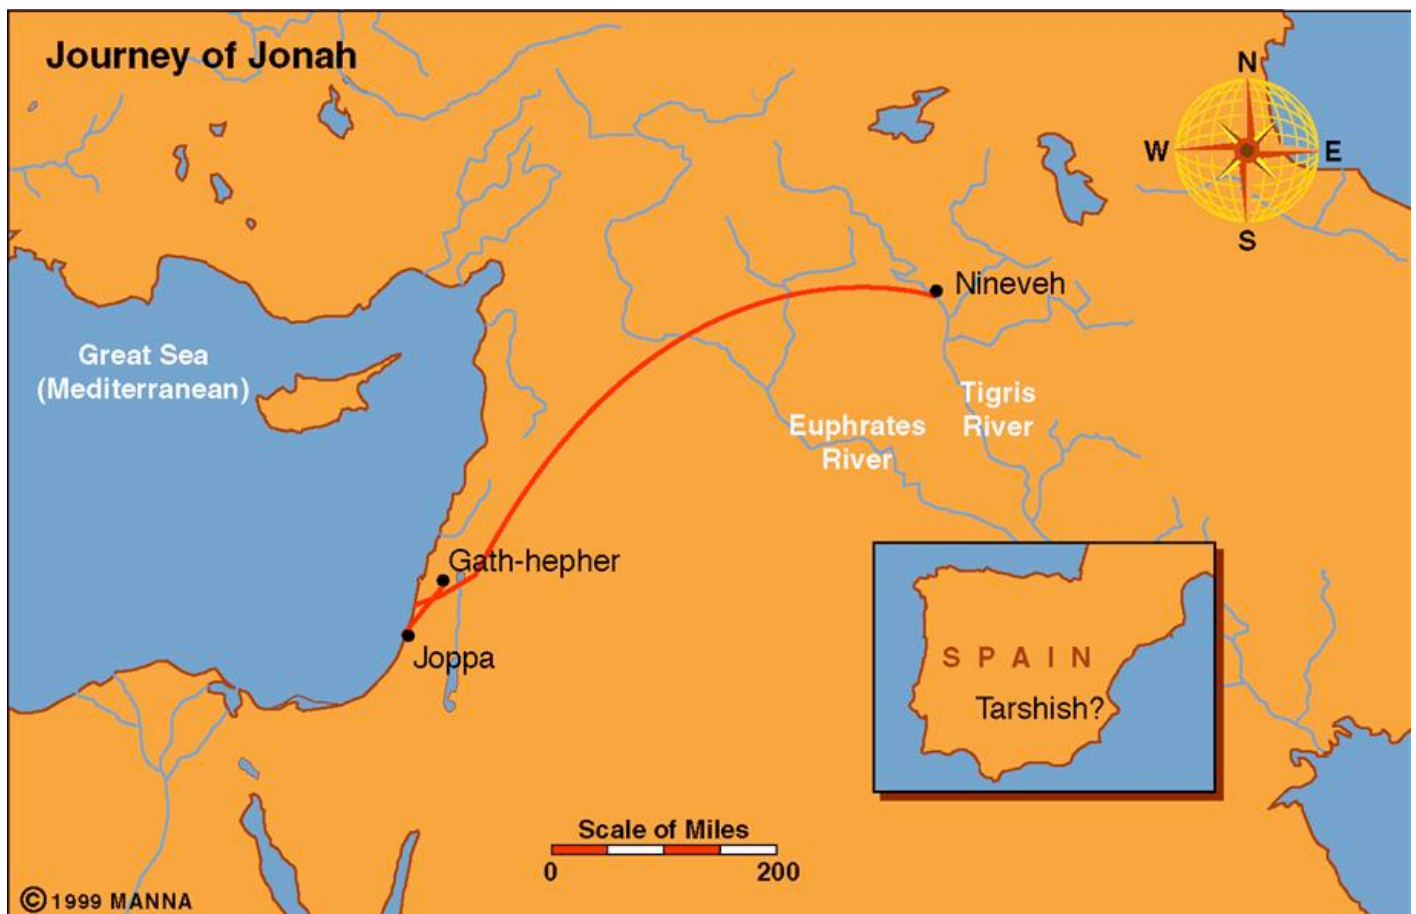 Journey of Jonah
N
W
E
S
Nineveh
Great Sea
(Mediterranean)
Tigris
River
Euphrates
River
Gath-hepher
Joppa
SPAIN
Tarshish?
Scale of Miles
0
200
©1999 MANNA